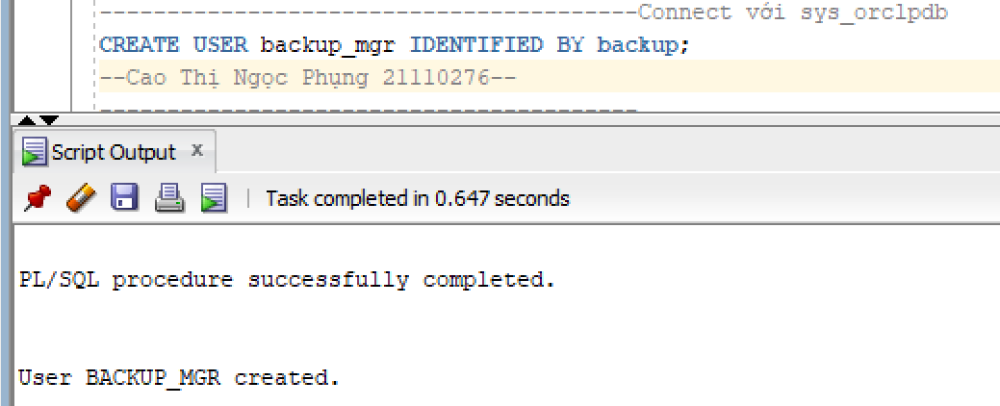 ----------------------------------------Connect với sys_orclpdb
CREATE USER backup_mgr IDENTIFIED BY backup;
--Cao Thị Ngọc Phụng 21110276--
----------------------------------------
Script Output x
Task completed in 0.647 seconds
PL/SQL procedure successfully completed.
User BACKUP_MGR created.